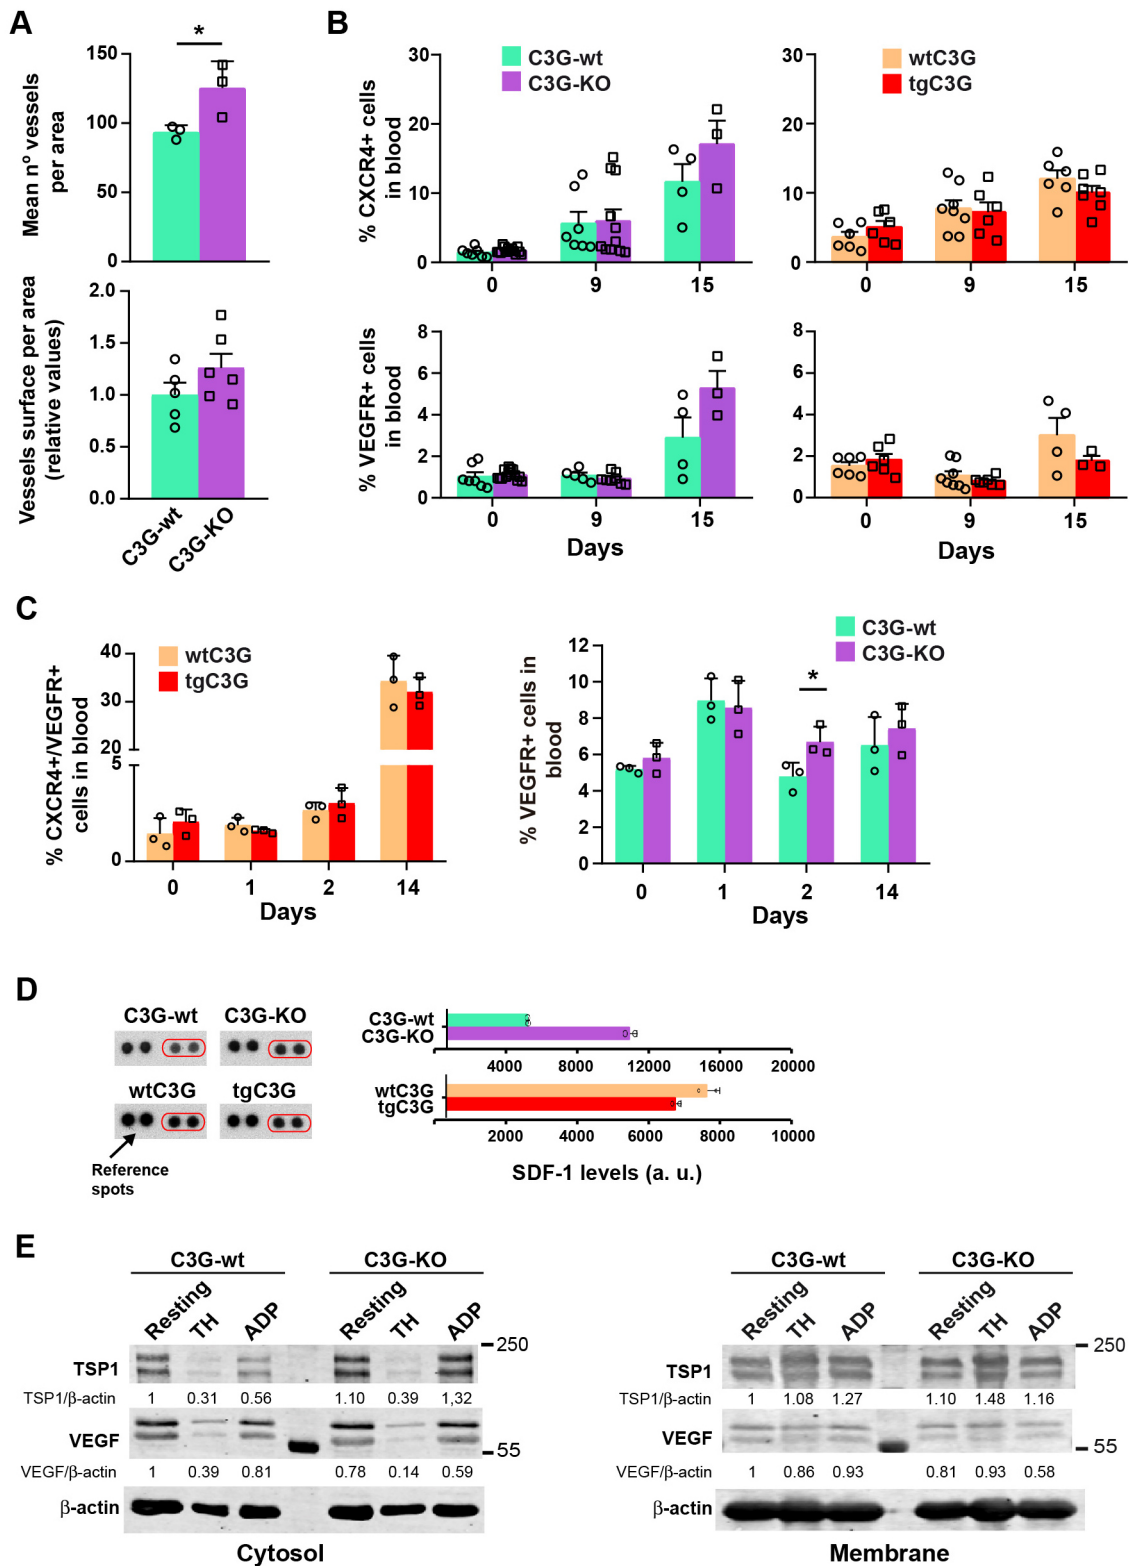 A
*
150
100
50
0
Mean nº vessels
per area
2.0
1.5
1.0
0.5
0.0
Vessels surface per area
(relative values)
C3G-wt
C3G-KO
B
30
20
10
0
% CXCR4+ cells
in blood
C3G-wt
C3G-KO
0 9 15
30
20
10
0
wtC3G
tgC3G
0 9 15
8
6
4
2
0
% VEGFR+ cells
in blood
0 9 15
Days
8
6
4
2
0
0 9 15
Days
C
40
30
20
5
0
% CXCR4+/VEGFR+
cells in blood
wtC3G
tgC3G
0 1 2 14
Days
12
10
8
6
4
2
0
% VEGFR+ cells in
blood
C3G-wt
C3G-KO
*
0 1 2 14
Days
D
C3G-wt C3G-KO
wtC3G tgC3G
Reference
spots
C3G-wt
C3G-KO
4000 8000 12000 16000 20000
wtC3G
tgC3G
2000 4000 6000 8000 10000
SDF-1 levels (a. u.)
E
C3G-wt C3G-KO
Resting TH ADP Resting TH ADP
250
TSP1
TSP1/β-actin 1 0.31 0.56 1.10 0.39 1,32
VEGF
55
VEGF/β-actin 1 0.39 0.81 0.78 0.14 0.59
β-actin
Cytosol
C3G-wt C3G-KO
Resting TH ADP Resting TH ADP
250
TSP1
TSP1/β-actin 1 1.08 1.27 1.10 1.48 1.16
VEGF
55
VEGF/β-actin 1 0.86 0.93 0.81 0.93 0.58
β-actin
Membrane